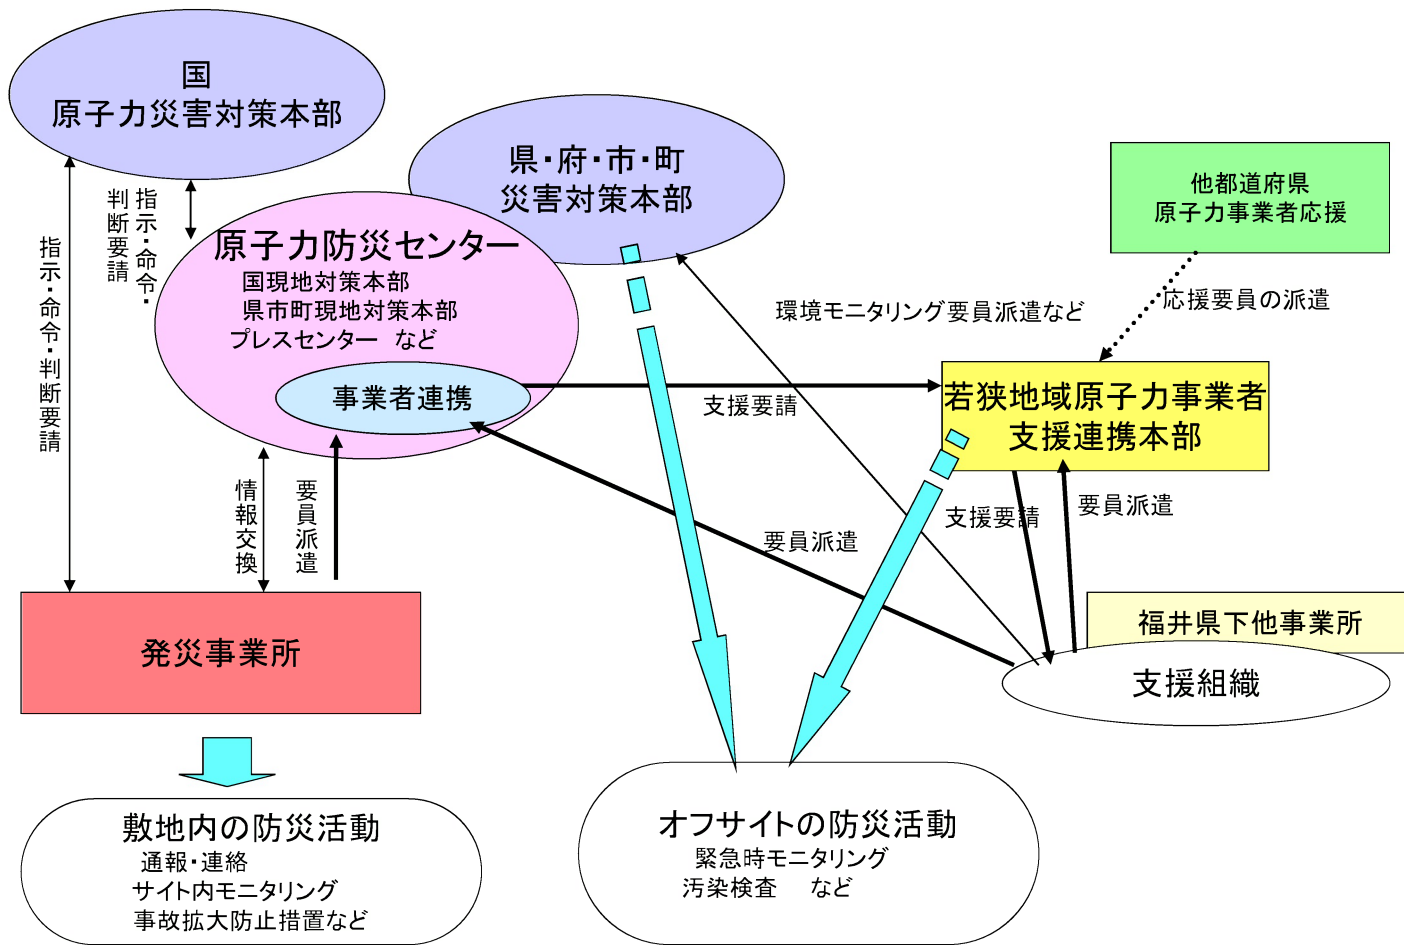 国
原子力災害対策本部
県・府・市・町
災害対策本部
他都道府県
原子力事業者応援
指示・命令・
判断要請
指示・命令・判断要請
原子力防災センター
国現地対策本部
県市町現地対策本部
プレスセンター など
事業者連携
環境モニタリング要員派遣など
応援要員の派遣
支援要請
若狭地域原子力事業者
支援連携本部
情報交換
要員派遣
要員派遣
支援要請
要員派遣
発災事業所
福井県下他事業所
支援組織
敷地内の防災活動
通報・連絡
サイト内モニタリング
事故拡大防止措置など
オフサイトの防災活動
緊急時モニタリング
汚染検査 など